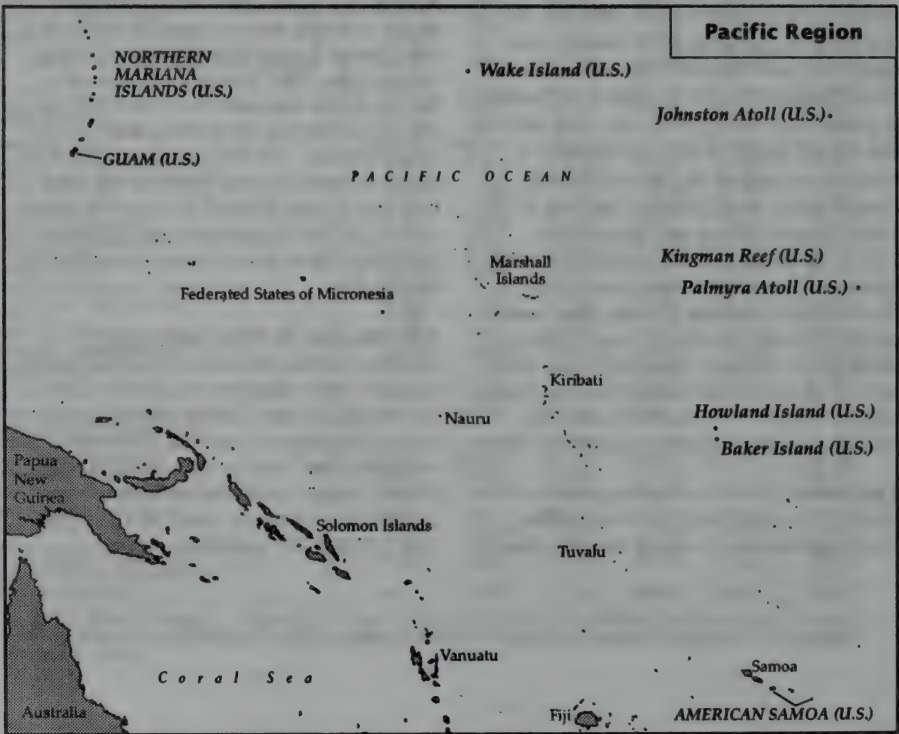 Pacific Region
NORTHERN
MARIANA
ISLANDS (U.S.)
Wake Island (U.S.)
Johnston Atoll (U.S.)
GUAM (U.S.)
PACIFIC OCEAN
Marshall
Islands
Kingman Reef (U.S.)
Palmyra Atoll (U.S.)
Federated States of Micronesia
Kiribati
Nauru
Howland Island (U.S.)
Baker Island (U.S.)
Papua
New
Guinea
Solomon Islands
Tuvalu
Vanuatu
Coral Sea
Samoa
Australia
Fiji
AMERICAN SAMOA (U.S.)